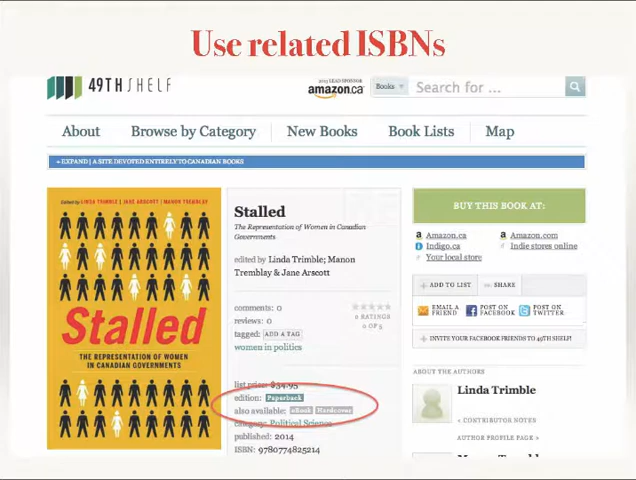 Use related ISBNs
49TH SHELF
2013 LEAD SPONSOR
amazon.ca
Books
Search for ...
About
Browse by Category
New Books
Book Lists
Map
+ EXPAND | A SITE DEVOTED ENTIRELY TO CANADIAN BOOKS
Edited by LINDA TRIMBLE | JANE ARSCOTT | MANON TREMBLAY
Stalled
THE REPRESENTATION OF WOMEN
IN CANADIAN GOVERNMENTS
Stalled
The Representation of Women in Canadian
Governments
edited by Linda Trimble; Manon
Tremblay & Jane Arscott
comments: 0
reviews: 0
tagged: ADD A TAG
women in politics
0 RATINGS
0 OF 5
list price: $34.95
edition: Paperback
also available: eBook Hardcover
category: Political Science
published: 2014
ISBN: 9780774825214
BUY THIS BOOK AT:
Amazon.ca
Amazon.com
Indigo.ca
Indie stores online
Your local store
ADD TO LIST
SHARE
EMAIL A
FRIEND
POST ON
FACEBOOK
POST ON
TWITTER
INVITE YOUR FACEBOOK FRIENDS TO 49TH SHELF!
ABOUT THE AUTHORS
Linda Trimble
+ CONTRIBUTOR NOTES
AUTHOR PROFILE PAGE >